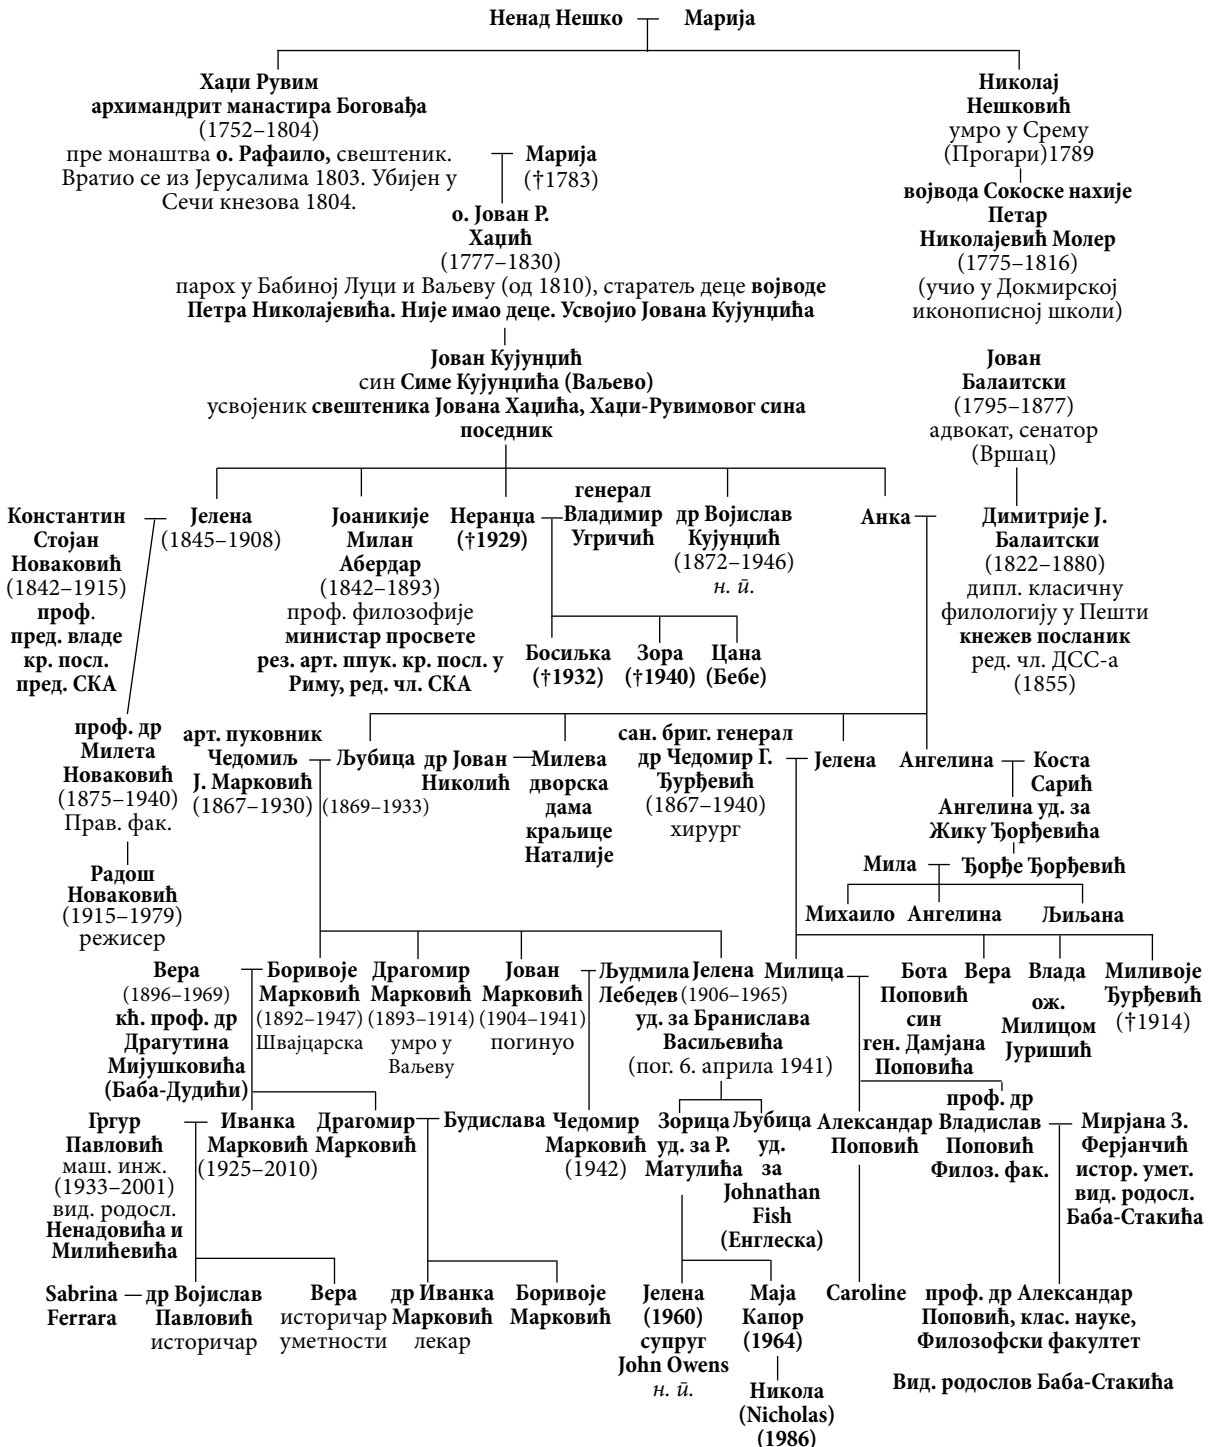 Ненад Нешко
Марија
Хаџи Рувим
архимандрит манастира Боговађа
(1752–1804)
пре монаштва о. Рафаило, свештеник.
Вратио се из Јерусалима 1803. Убијен у
Сечи кнезова 1804.
Марија
(†1783)
Николај
Нешковић
умро у Срему
(Прогари)1789
војвода Сокоске нахије
Петар
Николајевић Молер
(1775–1816)
(учио у Докмирској
иконописној школи)
о. Јован Р.
Хаџић
(1777–1830)
парох у Бабиној Луци и Ваљеву (од 1810), старатељ деце војводе
Петра Николајевића. Није имао деце. Усвојио Јована Кујунџића
Јован Кујунџић
син Симе Кујунџића (Ваљево)
усвојеник свештеника Јована Хаџића, Хаџи-Рувимовог сина
поседник
Јован
Балаитски
(1795–1877)
адвокат, сенатор
(Вршац)
Константин
Стојан
Новаковић
(1842–1915)
проф.
пред. владе
кр. посл.
пред. СКА
Јелена
(1845–1908)
Јоаникије
Милан
Абердар
(1842–1893)
проф. филозофије
министар просвете
рез. арт. ппук. кр. посл. у
Риму, ред. чл. СКА
Неранџа
(†1929)
генерал
Владимир
Угричић
др Војислав
Кујунџић
(1872–1946)
н. п̄.
Анка
Димитрије Ј.
Балаитски
(1822–1880)
дипл. класичну
филологију у Пешти
кнежев посланик
ред. чл. ДСС-а
(1855)
Босиљка
(†1932)
Зора
(†1940)
Цана
(Бебе)
проф. др
Милета
Новаковић
(1875–1940)
Прав. фак.
Радош
Новаковић
(1915–1979)
режисер
арт. пуковник
Чедомиљ
Ј. Марковић
(1867–1930)
Љубица
(1869–1933)
др Јован
Николић
Милева
дворска
дама
краљице
Наталије
сан. бриг. генерал
др Чедомир Г.
Ђурђевић
(1867–1940)
хирург
Јелена
Ангелина
Коста
Сарић
Ангелина уд. за
Жику Ђорђевића
Мила
Ђорђе Ђорђевић
Михаило
Ангелина
Љиљана
Вера
(1896–1969)
кћ. проф. др
Драгутина
Мијушковића
(Баба-Дудићи)
Боривоје
Марковић
(1892–1947)
Швајцарска
Драгомир
Марковић
(1893–1914)
умро у
Ваљеву
Јован
Марковић
(1904–1941)
погинуо
Људмила
Лебедев
Јелена
(1906–1965)
уд. за Бранислава
Васиљевића
(пог. 6. априла 1941)
Милица
Бота
Поповић
син
ген. Дамјана
Поповића
Вера
Влада
ож.
Милицом
Јуришић
Миливоје
Ђурђевић
(†1914)
Гргур
Павловић
маш. инж.
(1933–2001)
вид. родосл.
Ненадовића и
Милићевића
Иванка
Марковић
(1925–2010)
Драгомир
Марковић
Будислава
Чедомир
Марковић
(1942)
Зорица
уд. за Р.
Матулића
Љубица
уд.
за
Johnathan
Fish
(Енглеска)
Александар
Поповић
проф. др
Владислав
Поповић
Филоз. фак.
Мирјана З.
Ферјанчић
истор. умет.
вид. родосл.
Баба-Стакића
Sabrina
Ferrara
др Војислав
Павловић
историчар
Вера
историчар
уметности
др Иванка
Марковић
лекар
Боривоје
Марковић
Јелена
(1960)
супруг
John Owens
н. п̄.
Маја
Капор
(1964)
Никола
(Nicholas)
(1986)
Caroline
проф. др Александар
Поповић, клас. науке,
Филозофски факултет
Вид. родослов Баба-Стакића